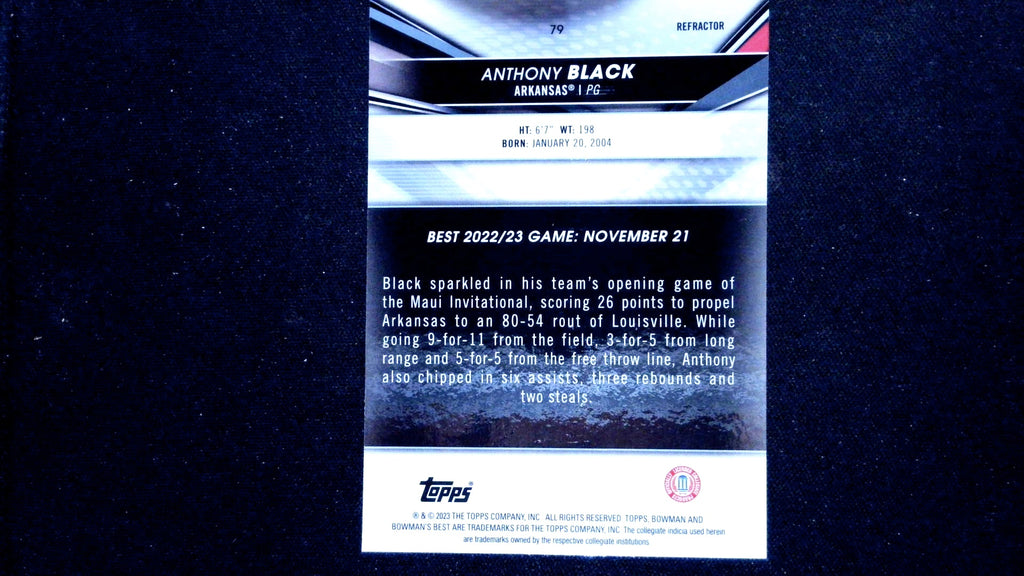 79
REFRACTOR
ANTHONY BLACK
ARKANSAS® | PG
HT: 6'7" WT: 198
BORN: JANUARY 20, 2004
BEST 2022/23 GAME: NOVEMBER 21
Black sparkled in his team's opening game of
the Maui Invitational, scoring 26 points to propel
Arkansas to an 80-54 rout of Louisville. While
going 9-for-11 from the field, 3-for-5 from long
range and 5-for-5 from the free throw line, Anthony
also chipped in six assists, three rebounds and
two steals.
topps®
® & © 2023 THE TOPPS COMPANY, INC. ALL RIGHTS RESERVED. TOPPS, BOWMAN AND
BOWMAN'S BEST ARE TRADEMARKS FOR THE TOPPS COMPANY, INC. The collegiate indicia used herein
are trademarks owned by the respective collegiate institutions.